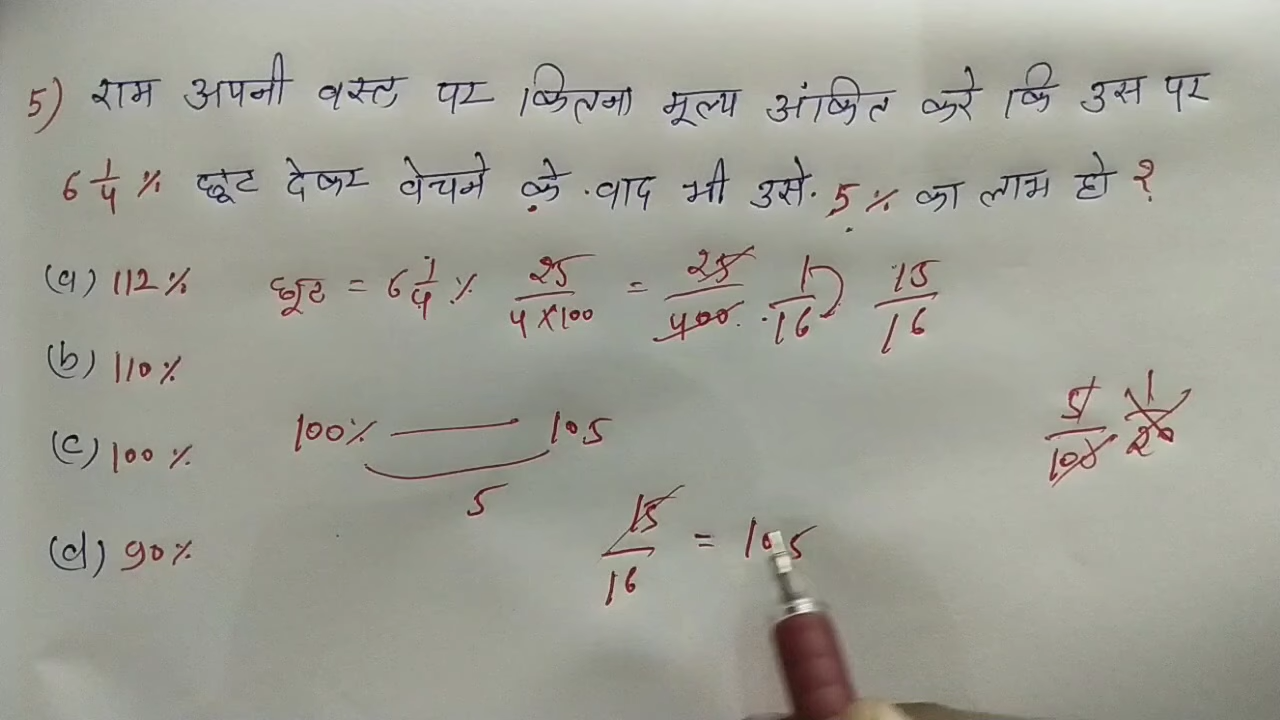 5) राम अपनी वस्तु पर कितना मूल्य अंकित करे कि उस पर
6 1/4 % छूट देकर बेचने के बाद भी उसे 5% का लाभ हो ?
(a) 112% छूट = 6 1/4 % 25/4×100 = 25/400 . 1/16 15/16
(b) 110%
5/100 1/20
(c) 100% 100% — 105
5
(d) 90% 15/16 = 105